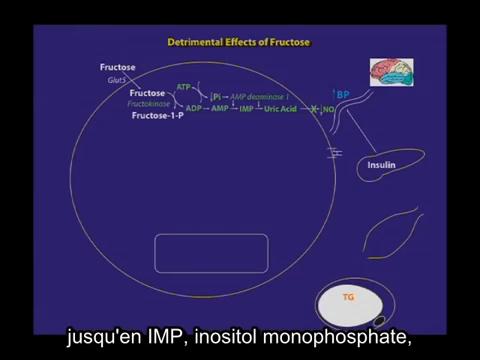 Detrimental Effects of Fructose
Fructose
Glut5
ATP
BP
Fructose
Pi → AMP deaminase 1
Fructokinase
ADP → AMP → IMP → Uric Acid → NO
Fructose-1-P
Insulin
TG
jusqu'en IMP, inositol monophosphate,